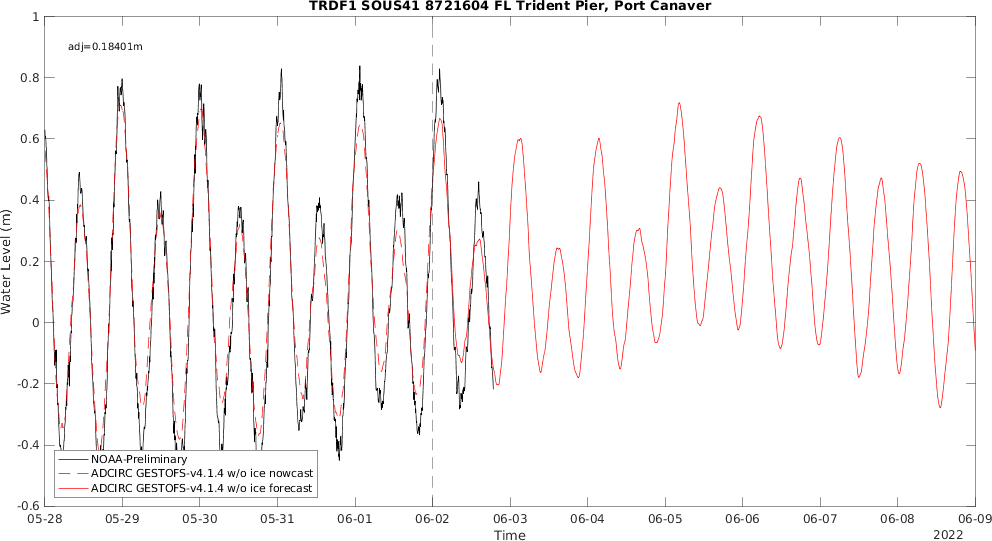 TRDF1 SOUS41 8721604 FL Trident Pier, Port Canaver
adj=0.18401m
1
0.8
0.6
0.4
0.2
0
-0.2
-0.4
-0.6
Water Level (m)
NOAA-Preliminary
ADCIRC GESTOFS-v4.1.4 w/o ice nowcast
ADCIRC GESTOFS-v4.1.4 w/o ice forecast
05-28 05-29 05-30 05-31 06-01 06-02 06-03 06-04 06-05 06-06 06-07 06-08 06-09
Time
2022